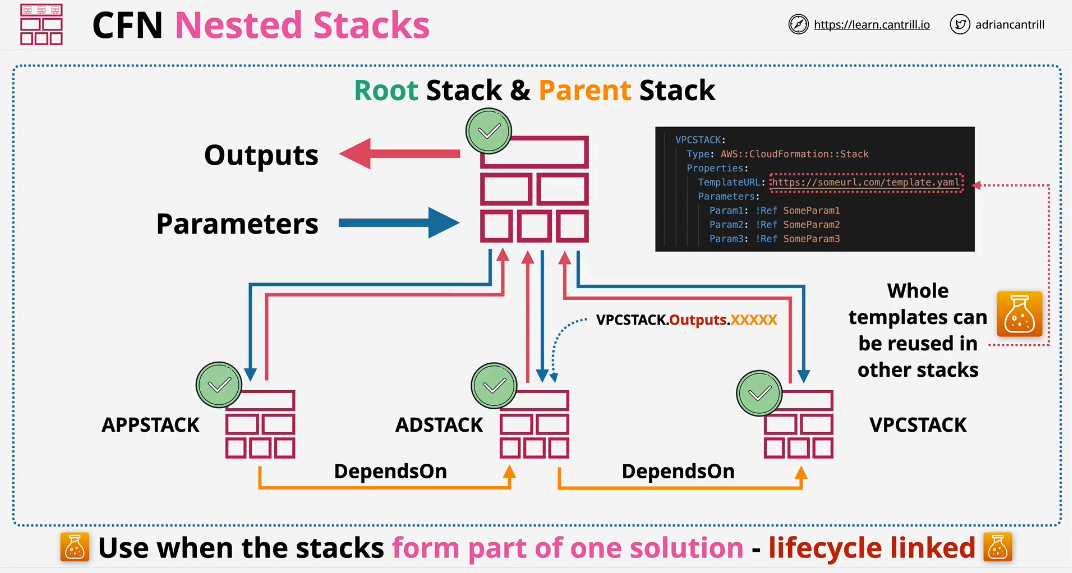 CFN Nested Stacks
https://learn.cantrill.io
adriancantrill
Root Stack & Parent Stack
Outputs
Parameters
VPCSTACK:
Type: AWS::CloudFormation::Stack
Properties:
TemplateURL: https://someurl.com/template.yaml
Parameters:
Param1: !Ref SomeParam1
Param2: !Ref SomeParam2
Param3: !Ref SomeParam3
Whole
templates can
be reused in
other stacks
VPCSTACK.Outputs.XXXXX
APPSTACK
ADSTACK
VPCSTACK
DependsOn
DependsOn
Use when the stacks form part of one solution - lifecycle linked